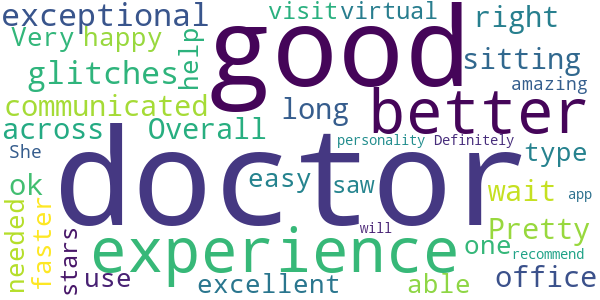 exceptional
visit
virtual
right
Very
happy
help
good
sitting
glitches
amazing
communicated
long
better
across
Overall
doctor
personality
Definitely
type
She
ok
easy
saw
wait
app
needed
faster
stars
experience
will
one
Pretty
recommend
use
excellent
able
office